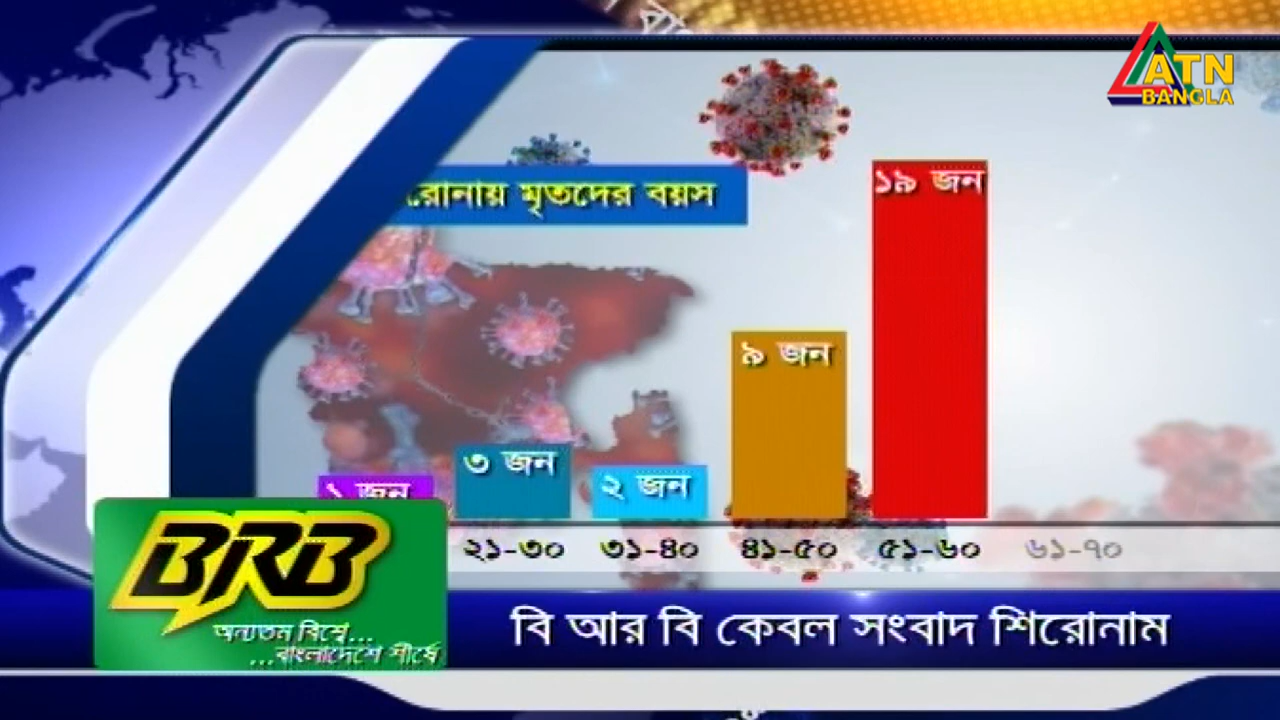 ATN
BANGLA
রোনায় মৃতদের বয়স
১৯ জন
৯ জন
৩ জন
২ জন
১ জন
২১-৩০ ৩১-৪০ ৪১-৫০ ৫১-৬০ ৬১-৭০
BRB
অন্যতম বিশ্বে...
...বাংলাদেশে শীর্ষে
বি আর বি কেবল সংবাদ শিরোনাম